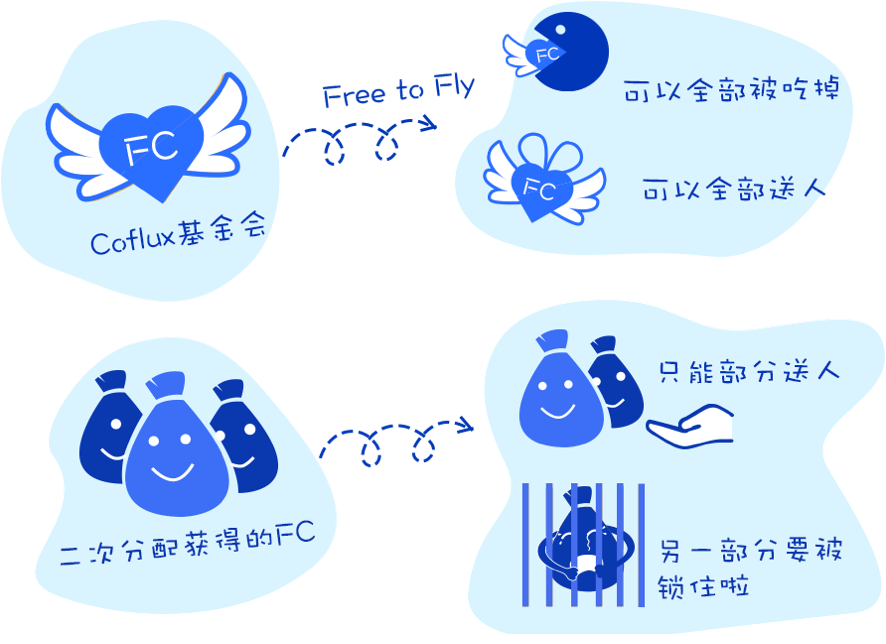 FC
Free to Fly
FC
可以全部被吃掉
FC
可以全部送人
Coflux基金会
只能部分送人
二次分配获得的FC
另一部分要被
锁住啦